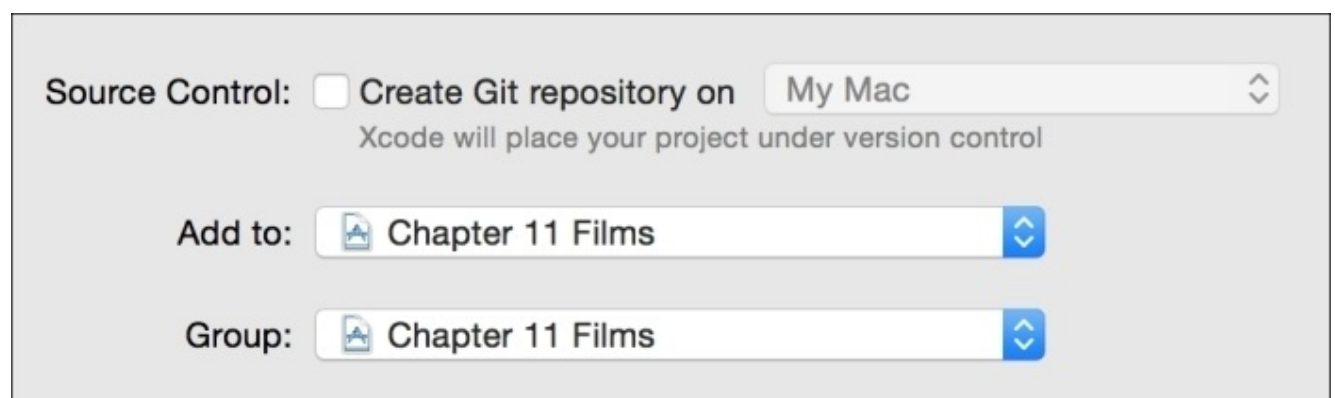 Source Control: Create Git repository on My Mac
Xcode will place your project under version control
Add to: Chapter 11 Films
Group: Chapter 11 Films